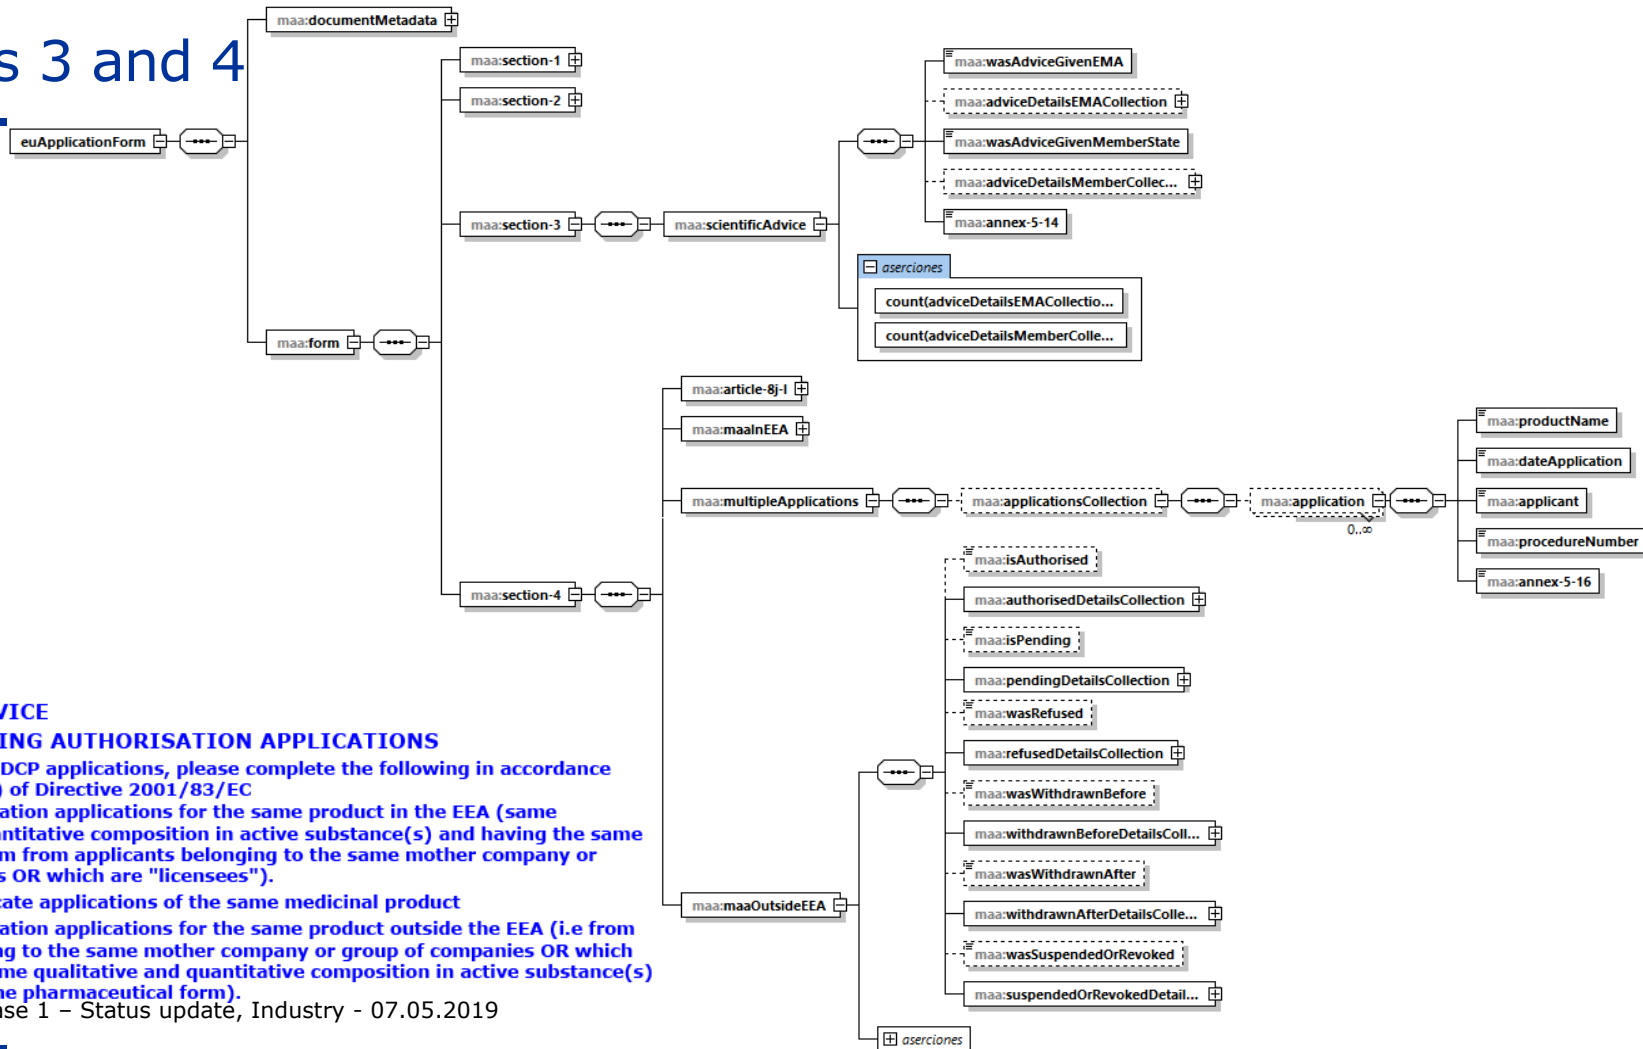 s 3 and 4
euApplicationForm
maa:documentMetadata
maa:form
maa:section-1
maa:section-2
maa:section-3
maa:scientificAdvice
maa:wasAdviceGivenEMA
maa:adviceDetailsEMACollection
maa:wasAdviceGivenMemberState
maa:adviceDetailsMemberCollec...
maa:annex-5-14
aserciones
count(adviceDetailsEMACollectio...
count(adviceDetailsMemberColle...
maa:section-4
maa:article-8j-l
maa:maaInEEA
maa:multipleApplications
maa:applicationsCollection
maa:application
0..∞
maa:productName
maa:dateApplication
maa:applicant
maa:procedureNumber
maa:annex-5-16
maa:maaOutsideEEA
maa:isAuthorised
maa:authorisedDetailsCollection
maa:isPending
maa:pendingDetailsCollection
maa:wasRefused
maa:refusedDetailsCollection
maa:wasWithdrawnBefore
maa:withdrawnBeforeDetailsColl...
maa:wasWithdrawnAfter
maa:withdrawnAfterDetailsColle...
maa:wasSuspendedOrRevoked
maa:suspendedOrRevokedDetail...
aserciones
VICE
ING AUTHORISATION APPLICATIONS
DCP applications, please complete the following in accordance
) of Directive 2001/83/EC
ation applications for the same product in the EEA (same
antitative composition in active substance(s) and having the same
m from applicants belonging to the same mother company or
s OR which are "licensees").
cate applications of the same medicinal product
ation applications for the same product outside the EEA (i.e from
ng to the same mother company or group of companies OR which
me qualitative and quantitative composition in active substance(s)
he pharmaceutical form).
ase 1 – Status update, Industry - 07.05.2019